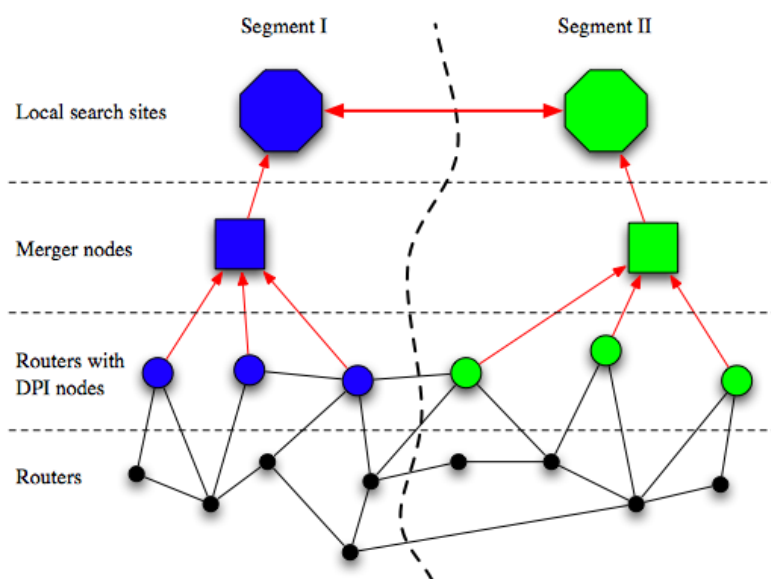 Segment I
Segment II
Local search sites
Merger nodes
Routers with
DPI nodes
Routers